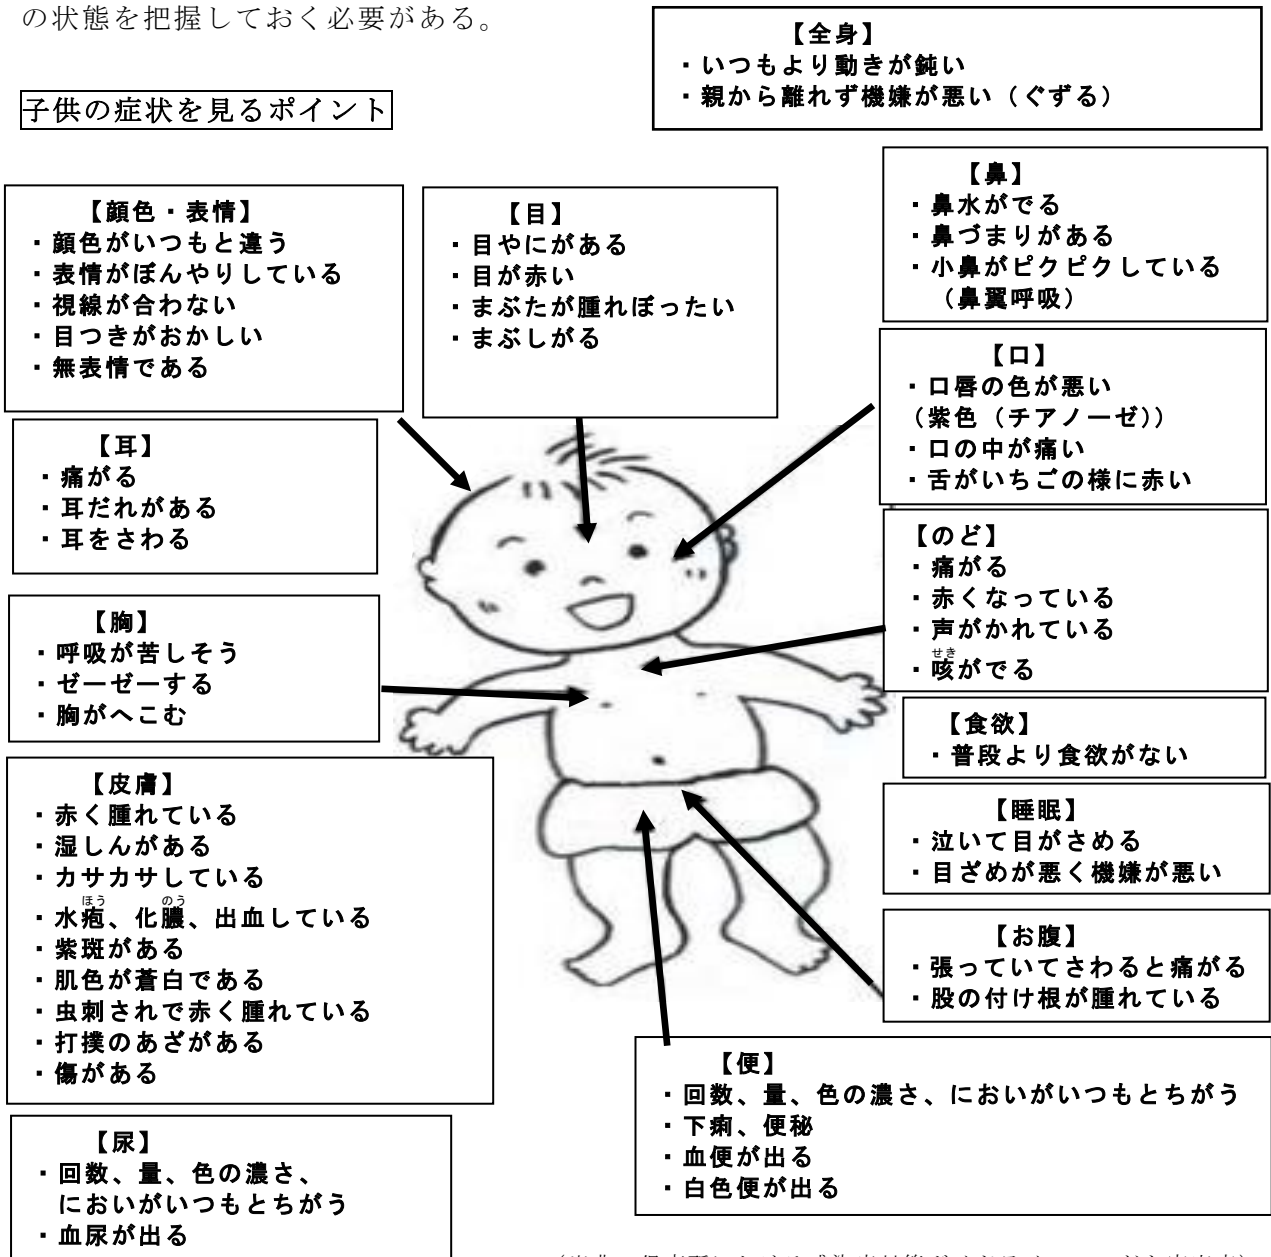 の状態を把握しておく必要がある。
子供の症状を見るポイント
【全身】
・いつもより動きが鈍い
・親から離れず機嫌が悪い（ぐずる）
【顔色・表情】
・顔色がいつもと違う
・表情がぼんやりしている
・視線が合わない
・目つきがおかしい
・無表情である
【目】
・目やにがある
・目が赤い
・まぶたが腫れぼったい
・まぶしがる
【鼻】
・鼻水がでる
・鼻づまりがある
・小鼻がピクピクしている
（鼻翼呼吸）
【口】
・口唇の色が悪い
（紫色（チアノーゼ））
・口の中が痛い
・舌がいちごの様に赤い
【耳】
・痛がる
・耳だれがある
・耳をさわる
【のど】
・痛がる
・赤くなっている
・声がかれている
せき
・咳がでる
【胸】
・呼吸が苦しそう
・ゼーゼーする
・胸がへこむ
【食欲】
・普段より食欲がない
【皮膚】
・赤く腫れている
・湿しんがある
・カサカサしている
ほう のう
・水疱、化膿、出血している
・紫斑がある
・肌色が蒼白である
・虫刺されで赤く腫れている
・打撲のあざがある
・傷がある
【睡眠】
・泣いて目がさめる
・目ざめが悪く機嫌が悪い
【お腹】
・張っていてさわると痛がる
・股の付け根が腫れている
【便】
・回数、量、色の濃さ、においがいつもとちがう
・下痢、便秘
・血便が出る
・白色便が出る
【尿】
・回数、量、色の濃さ、
においがいつもとちがう
・血尿が出る